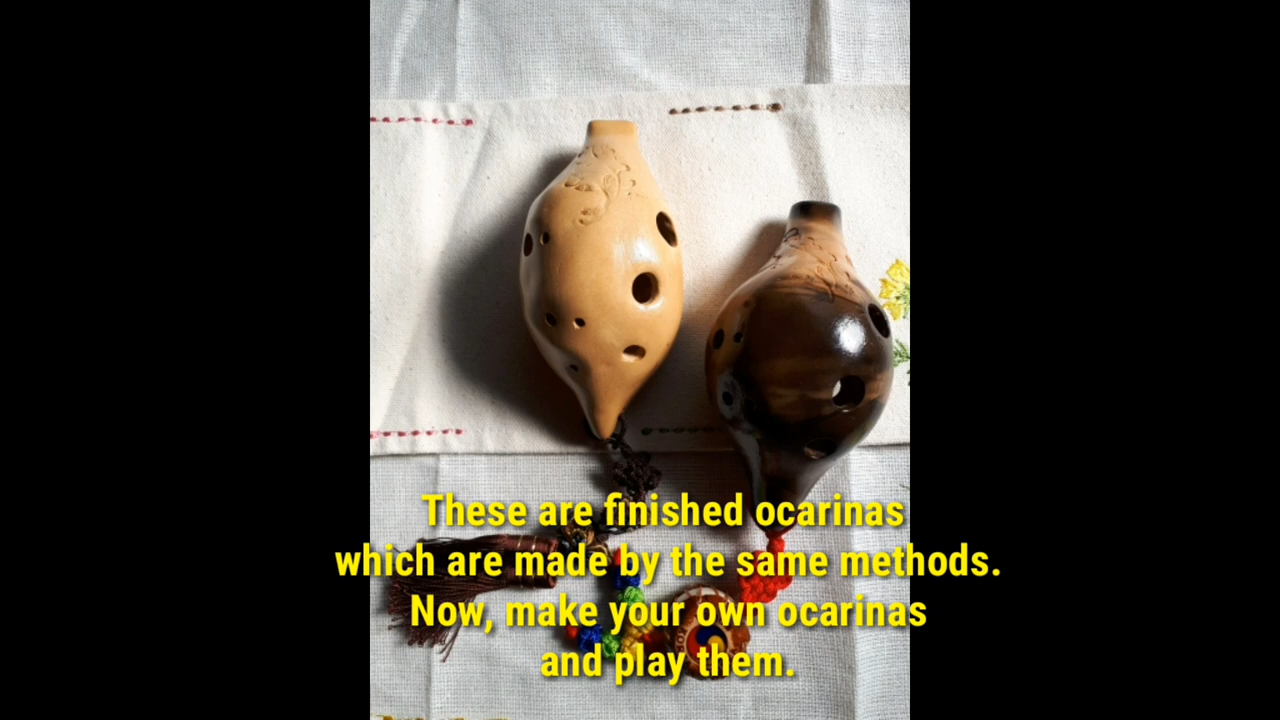 These are finished ocarinas
which are made by the same methods.
Now, make your own ocarinas
and play them.